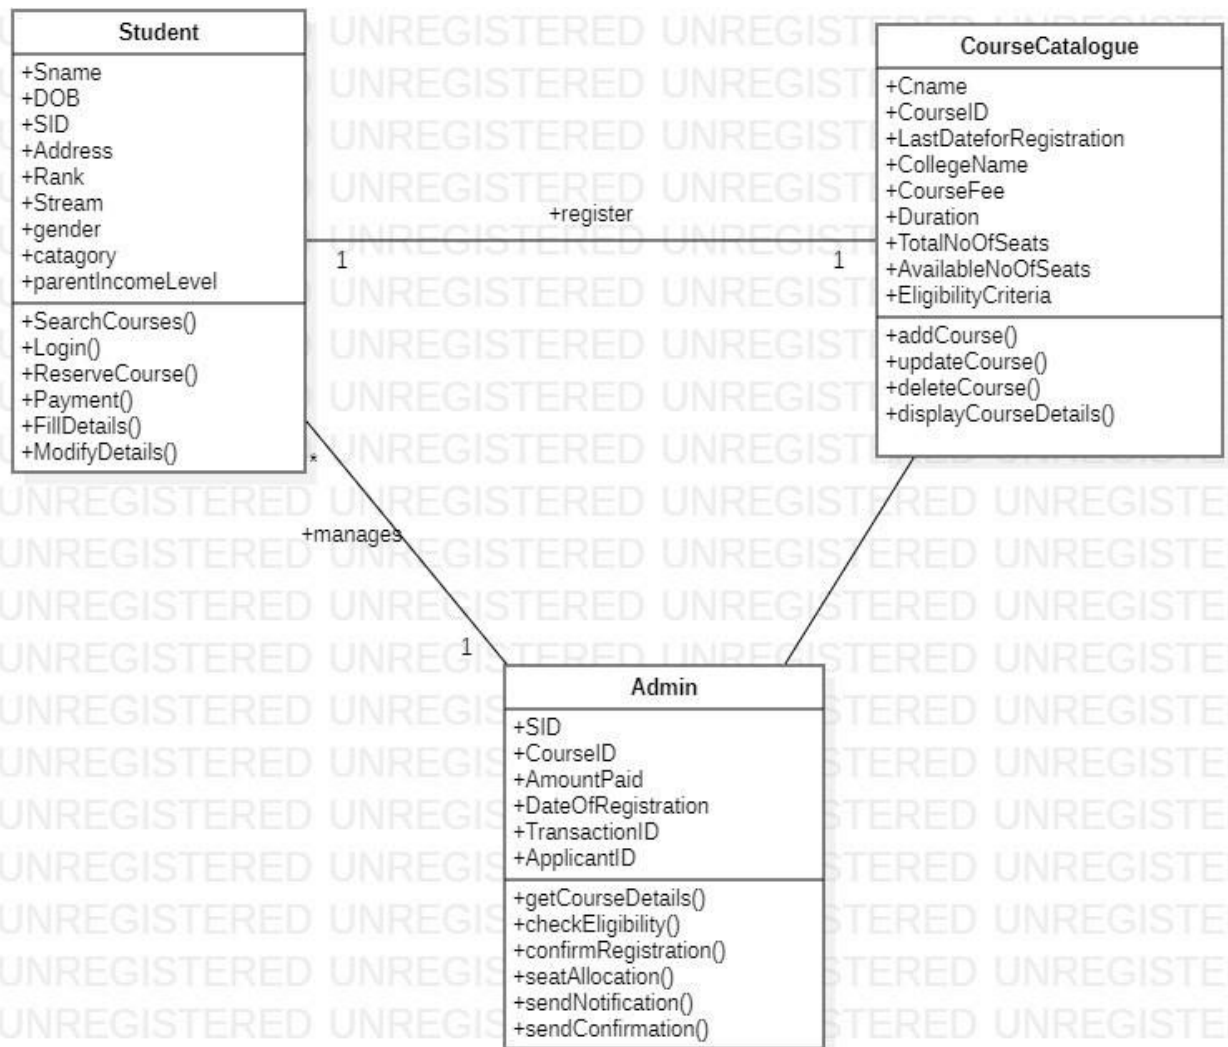 Student
+Sname
+DOB
+SID
+Address
+Rank
+Stream
+gender
+catagory
+parentIncomeLevel
+SearchCourses()
+Login()
+ReserveCourse()
+Payment()
+FillDetails()
+ModifyDetails()
CourseCatalogue
+Cname
+CourseID
+LastDateforRegistration
+CollegeName
+CourseFee
+Duration
+TotalNoOfSeats
+AvailableNoOfSeats
+EligibilityCriteria
+addCourse()
+updateCourse()
+deleteCourse()
+displayCourseDetails()
+register
1
1
*
+manages
1
Admin
+SID
+CourseID
+AmountPaid
+DateOfRegistration
+TransactionID
+ApplicantID
+getCourseDetails()
+checkEligibility()
+confirmRegistration()
+seatAllocation()
+sendNotification()
+sendConfirmation()
UNREGISTERED UNREGISTERED